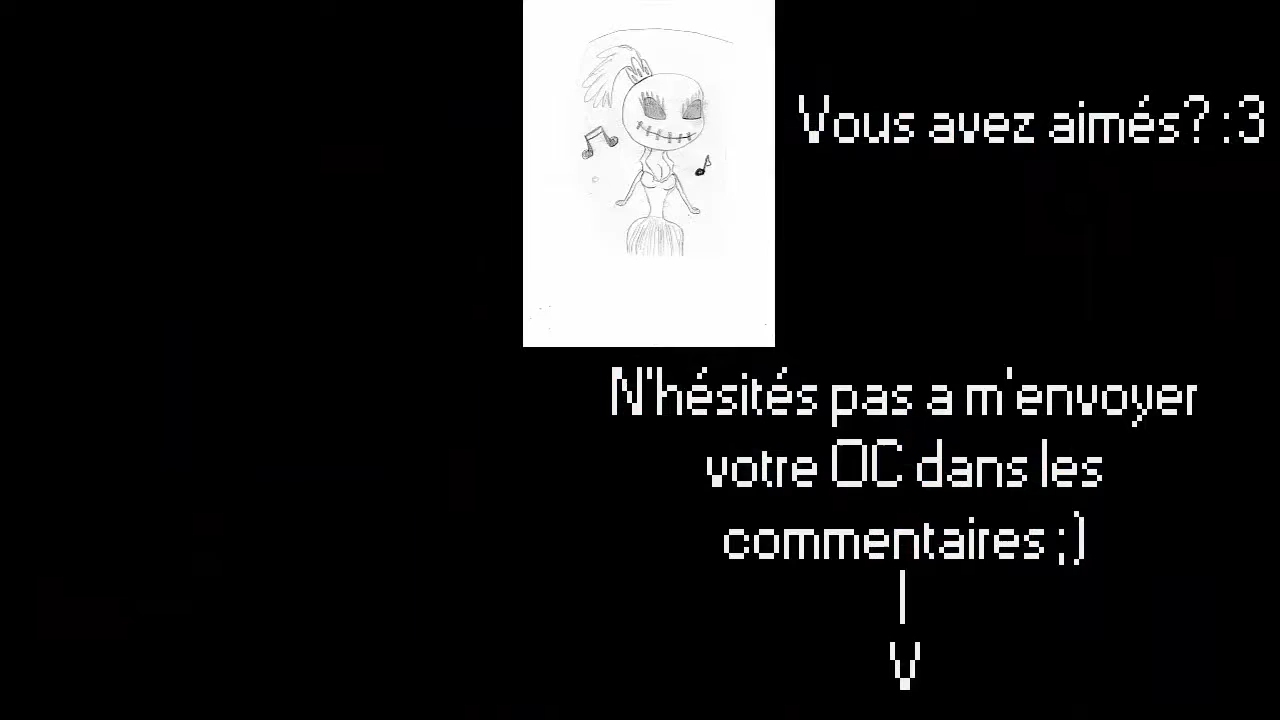 Vous avez aimés? :3
N'hésités pas a m'envoyer
votre OC dans les
commentaires ;)
|
V